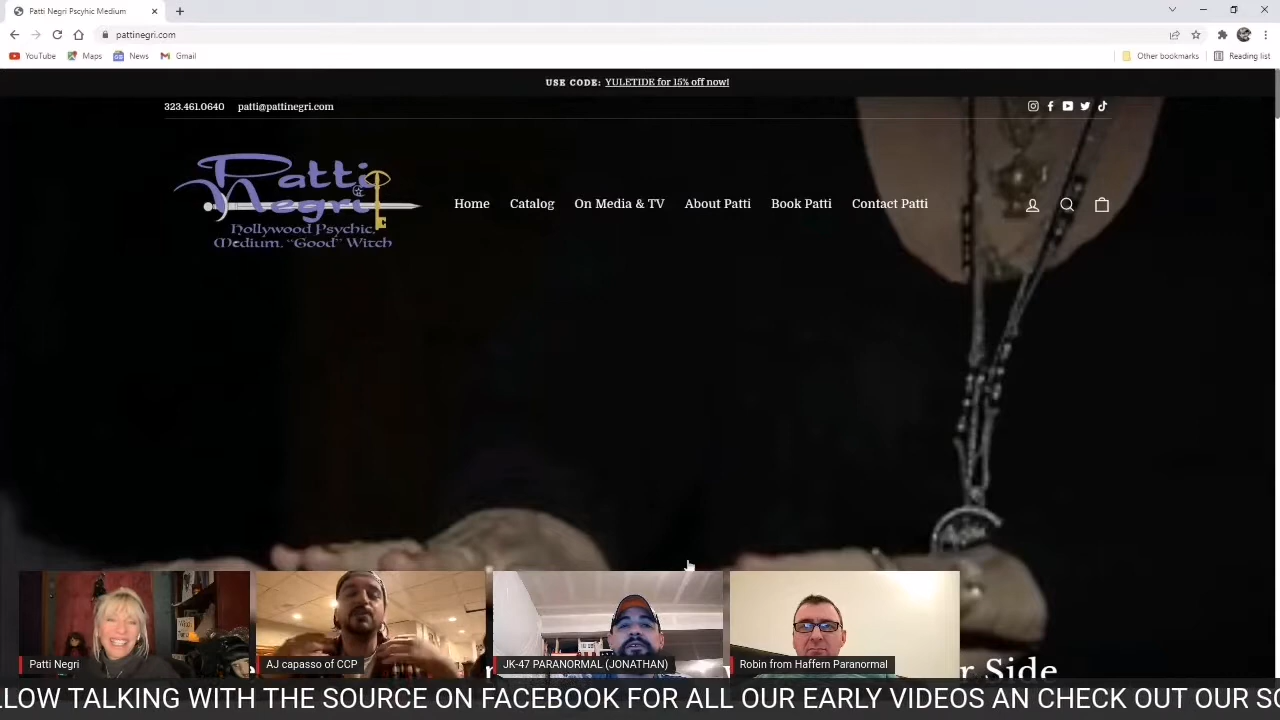 Patti Negri Pscyhic Medium
pattinegri.com
YouTube Maps News Gmail Other bookmarks Reading list
USE CODE: YULETIDE for 15% off now!
323.461.0640 patti@pattinegri.com
Patti
Negri
Hollywood Psychic,
Medium, "Good" Witch
Home Catalog On Media & TV About Patti Book Patti Contact Patti
r Side
Patti Negri AJ capasso of CCP JK-47 PARANORMAL (JONATHAN) Robin from Haffern Paranormal
LLOW TALKING WITH THE SOURCE ON FACEBOOK FOR ALL OUR EARLY VIDEOS AN CHECK OUT OUR